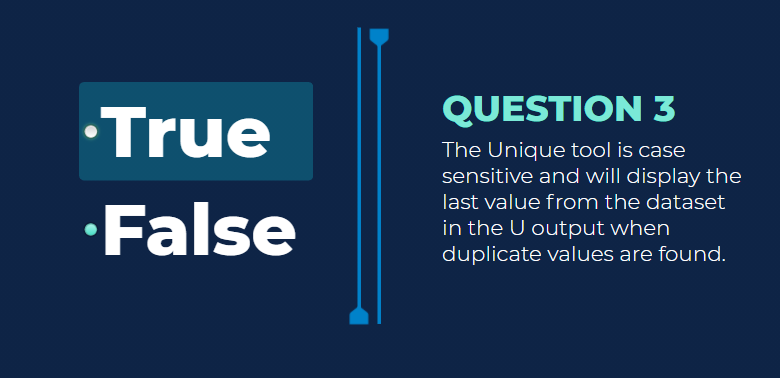 True
False
QUESTION 3
The Unique tool is case
sensitive and will display the
last value from the dataset
in the U output when
duplicate values are found.